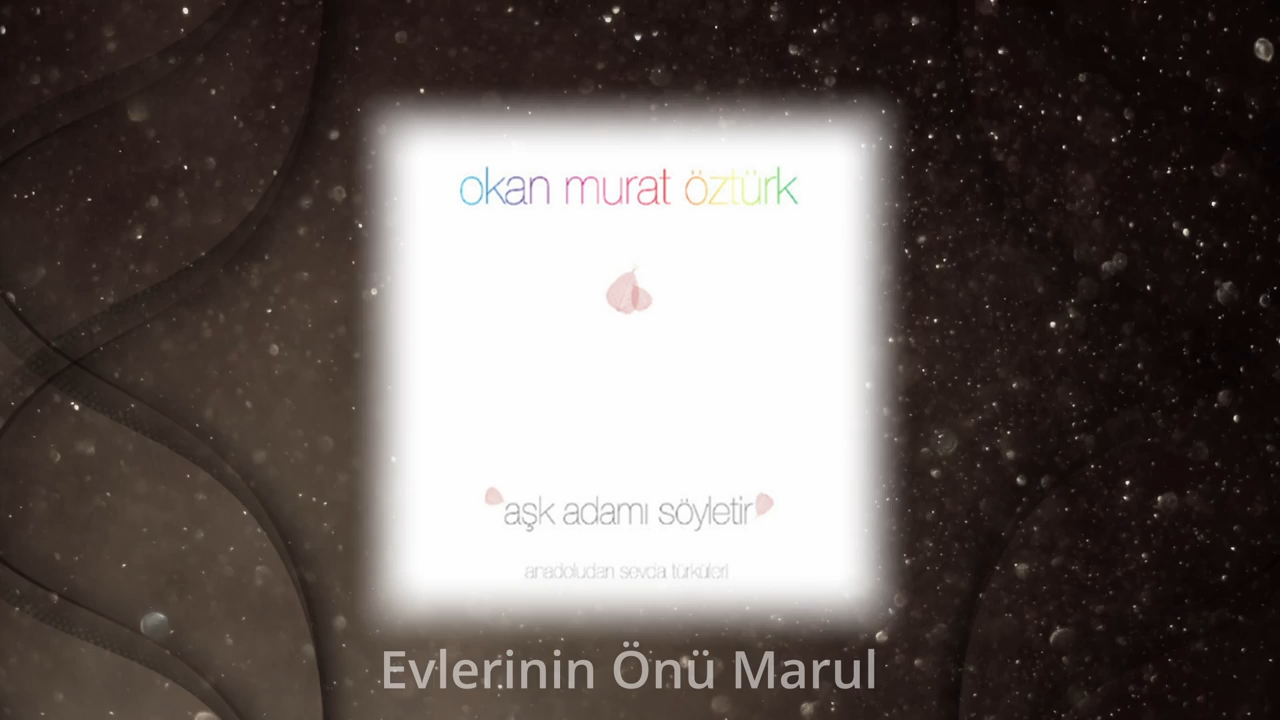 okan murat öztürk
aşk adamı söyletir
anadoludan sevda türküleri
Evlerinin Önü Marul